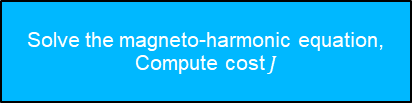 Solve the magneto-harmonic equation,
Compute cost J